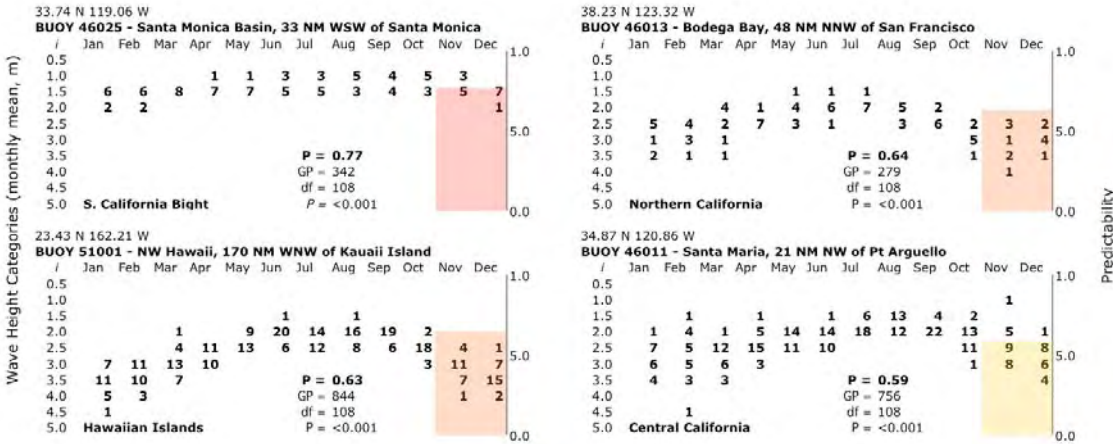 Wave Height Categories (monthly mean, m)
33.74 N 119.06 W
BUOY 46025 - Santa Monica Basin, 33 NM WSW of Santa Monica
i Jan Feb Mar Apr May Jun Jul Aug Sep Oct Nov Dec
1.0
0.5
1.0 1 1 3 3 5 4 5 3
1.5 6 6 8 7 7 5 5 3 4 3 5 7
2.0 2 2 1
2.5 5.0
3.0
3.5 P = 0.77
4.0 GP = 342
4.5 df = 108
5.0 S. California Bight P = <0.001 0.0
38.23 N 123.32 W
BUOY 46013 - Bodega Bay, 48 NM NNW of San Francisco
i Jan Feb Mar Apr May Jun Jul Aug Sep Oct Nov Dec
1.0
0.5
1.0
1.5 1 1 1
2.0 4 1 4 6 7 5 2
2.5 5 4 2 7 3 1 3 6 2 3 2 5.0
3.0 1 3 1 5 1 4
3.5 2 1 1 P = 0.64 1 2 1
4.0 GP = 279 1
4.5 df = 108
5.0 Northern California P = <0.001 0.0
23.43 N 162.21 W
BUOY 51001 - NW Hawaii, 170 NM WNW of Kauaii Island
i Jan Feb Mar Apr May Jun Jul Aug Sep Oct Nov Dec
1.0
0.5
1.0
1.5 1 1
2.0 1 9 20 14 16 19 2
2.5 4 11 13 6 12 8 6 18 4 1 5.0
3.0 7 11 13 10 3 11 7
3.5 11 10 7 P = 0.63 7 15
4.0 5 3 GP = 844 1 2
4.5 1 df = 108
5.0 Hawaiian Islands P = <0.001 0.0
34.87 N 120.86 W
BUOY 46011 - Santa Maria, 21 NM NW of Pt Arguello
i Jan Feb Mar Apr May Jun Jul Aug Sep Oct Nov Dec
1.0
0.5
1.0 1
1.5 1 1 1 6 13 4 2
2.0 1 4 1 5 14 14 18 12 22 13 5 1
2.5 7 5 12 15 11 10 11 9 8 5.0
3.0 6 5 6 3 1 8 6
3.5 4 3 3 P = 0.59 4
4.0 GP = 756
4.5 1 df = 108
5.0 Central California P = <0.001 0.0
Predictability